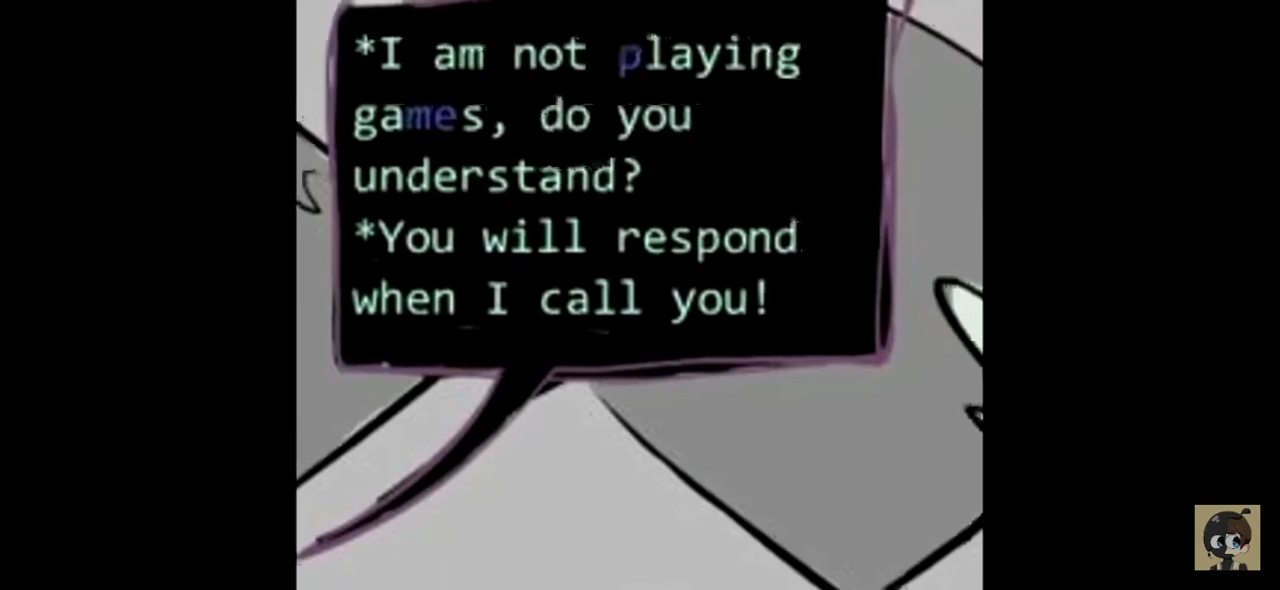 *I am not playing
games, do you
understand?
*You will respond
when I call you!